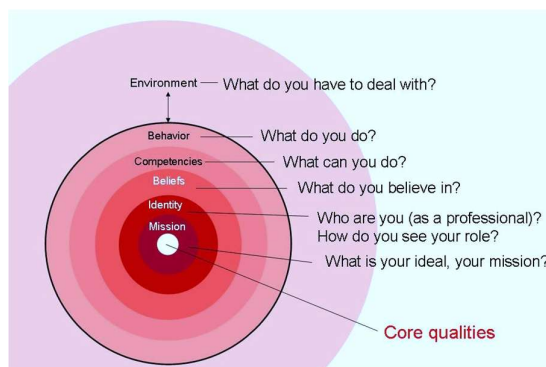 Environment
What do you have to deal with?
Behavior
What do you do?
Competencies
What can you do?
Beliefs
What do you believe in?
Identity
Who are you (as a professional)?
How do you see your role?
Mission
What is your ideal, your mission?
Core qualities